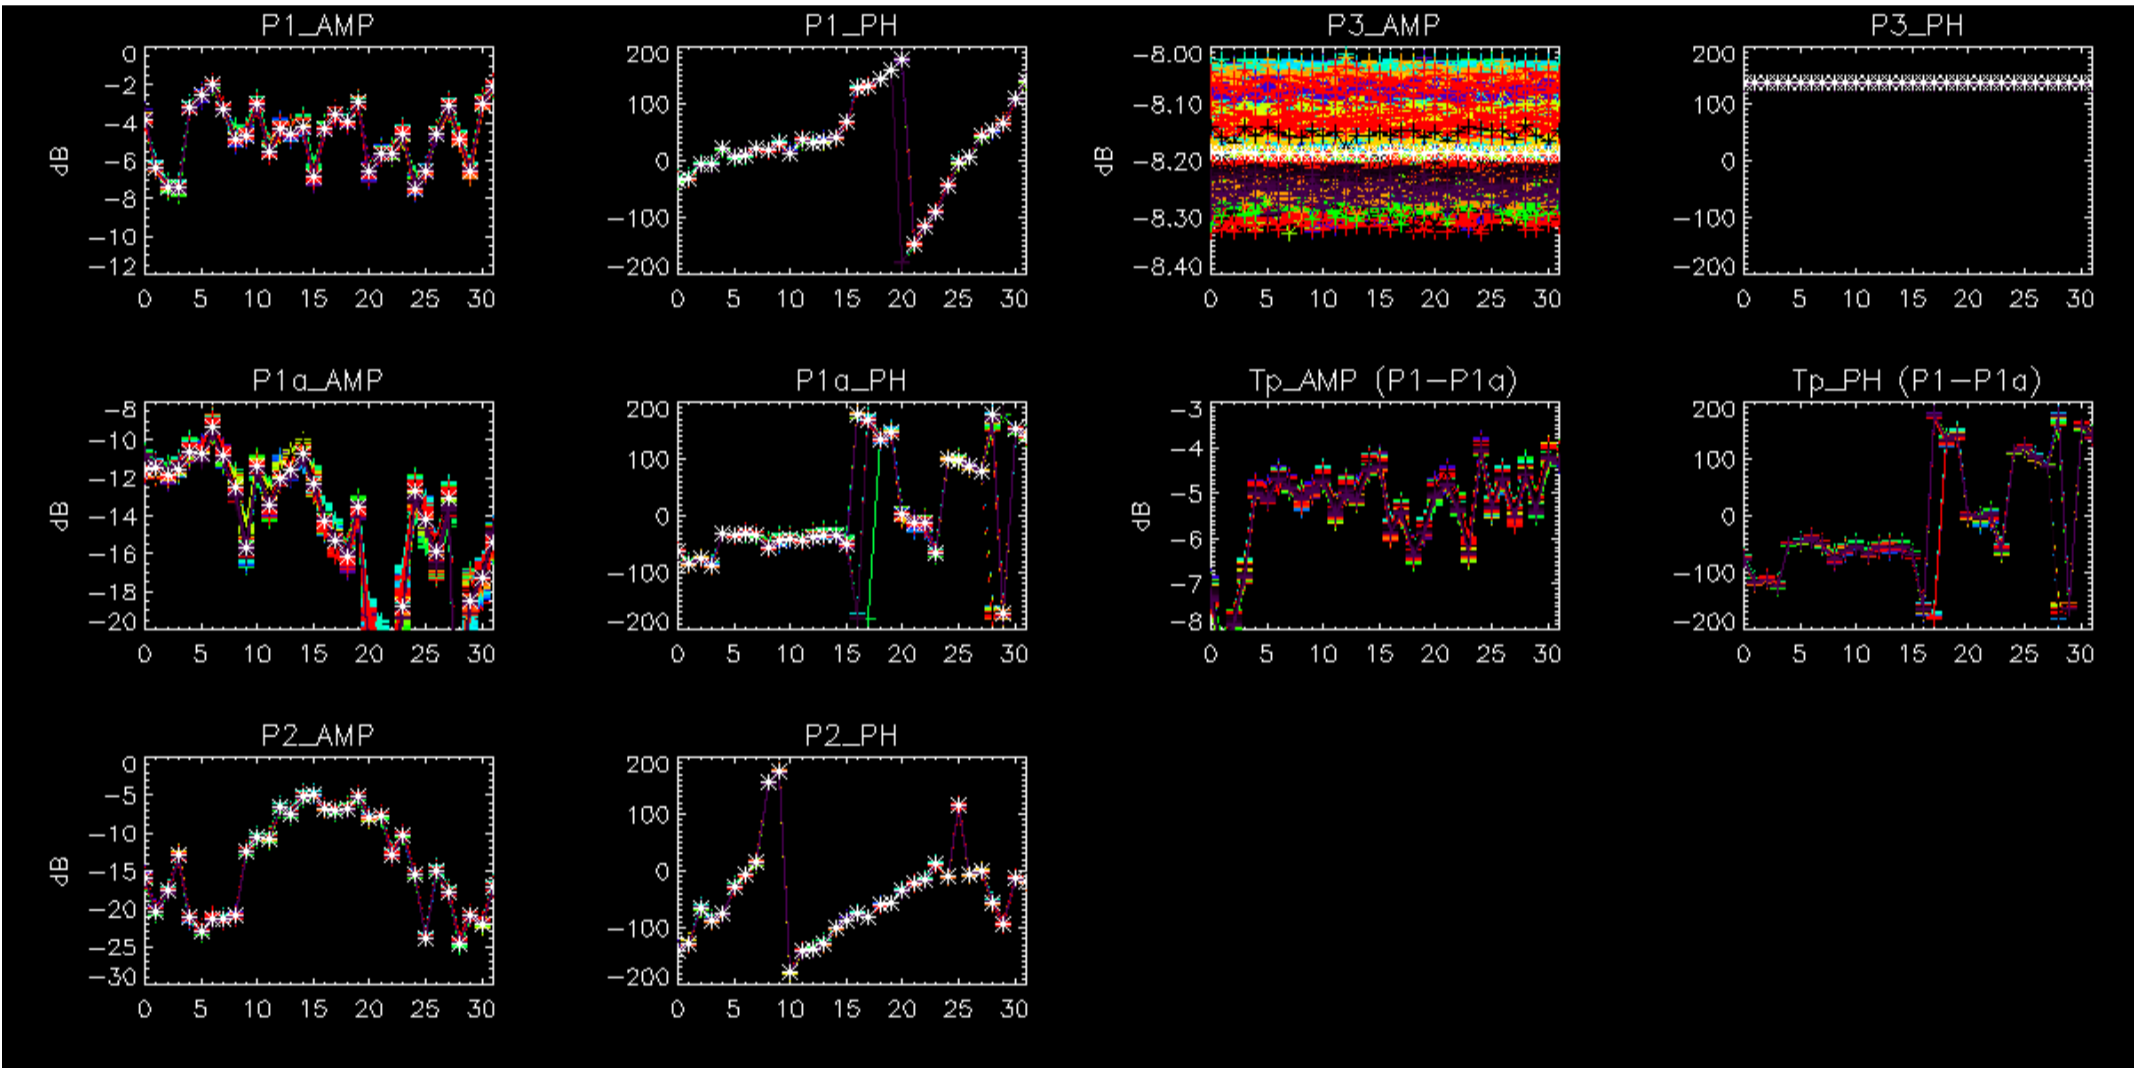 P1_AMP
P1_PH
P3_AMP
P3_PH
dB
0
−2
−4
−6
−8
−10
−12
0 5 10 15 20 25 30
200
100
0
−100
−200
0 5 10 15 20 25 30
dB
−8.00
−8.10
−8.20
−8.30
−8.40
0 5 10 15 20 25 30
200
100
0
−100
−200
0 5 10 15 20 25 30
P1a_AMP
P1a_PH
Tp_AMP (P1−P1a)
Tp_PH (P1−P1a)
dB
−8
−10
−12
−14
−16
−18
−20
0 5 10 15 20 25 30
200
100
0
−100
−200
0 5 10 15 20 25 30
dB
−3
−4
−5
−6
−7
−8
0 5 10 15 20 25 30
200
100
0
−100
−200
0 5 10 15 20 25 30
P2_AMP
P2_PH
dB
0
−5
−10
−15
−20
−25
−30
0 5 10 15 20 25 30
200
100
0
−100
−200
0 5 10 15 20 25 30